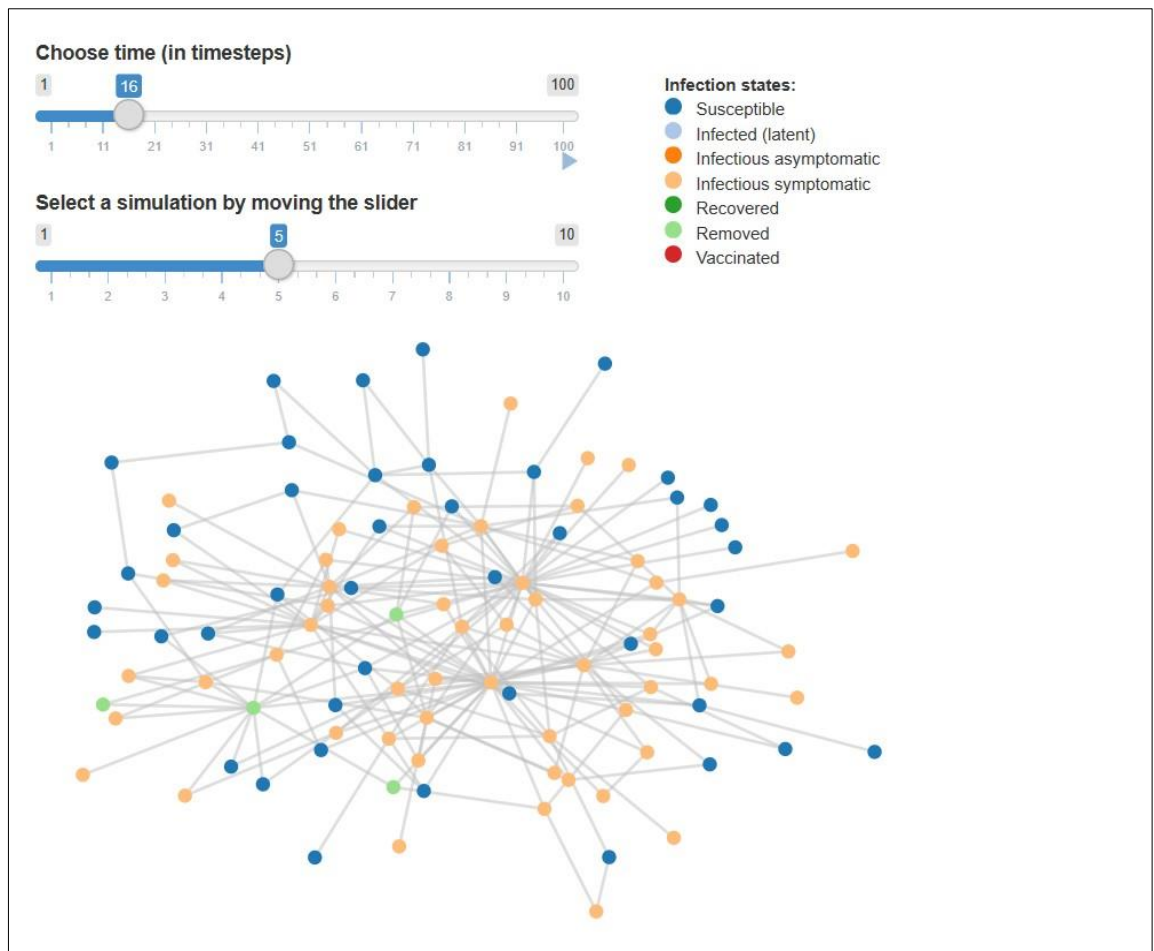 Choose time (in timesteps)
1 16 100
1 11 21 31 41 51 61 71 81 91 100
Select a simulation by moving the slider
1 5 10
1 2 3 4 5 6 7 8 9 10
Infection states:
Susceptible
Infected (latent)
Infectious asymptomatic
Infectious symptomatic
Recovered
Removed
Vaccinated